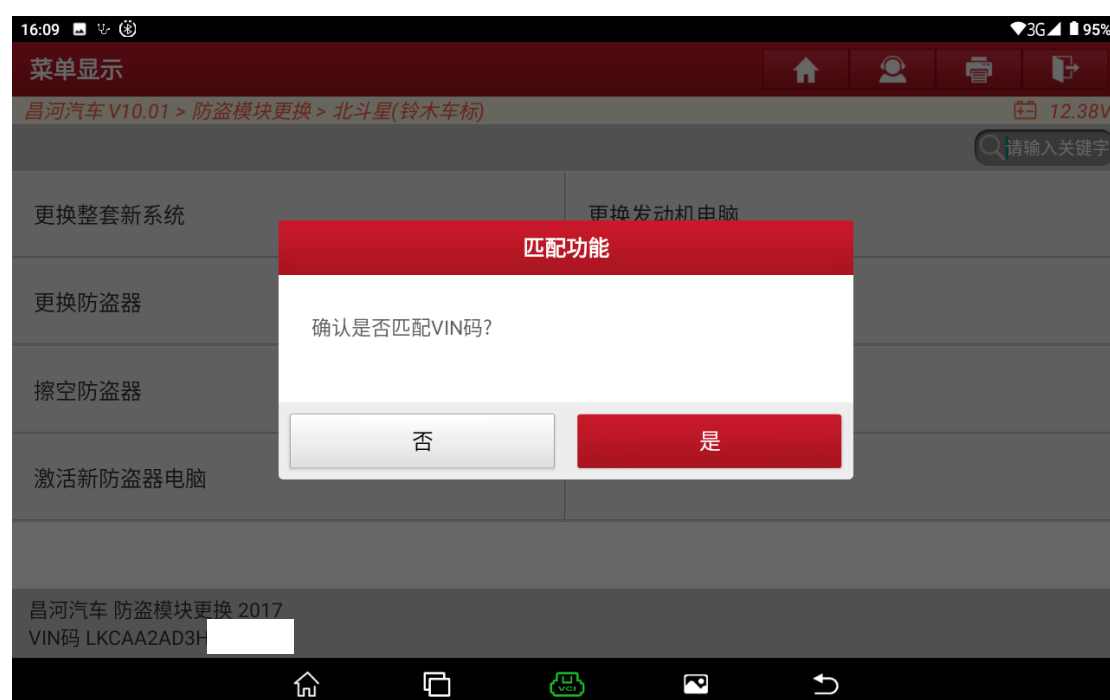 16:09
3G 95%
菜单显示
昌河汽车 V10.01 > 防盗模块更换 > 北斗星(铃木车标)
12.38V
请输入关键字
更换整套新系统
更换发动机电脑
匹配功能
更换防盗器
确认是否匹配VIN码?
擦空防盗器
否
是
激活新防盗器电脑
昌河汽车 防盗模块更换 2017
VIN码 LKCAA2AD3H
VCI